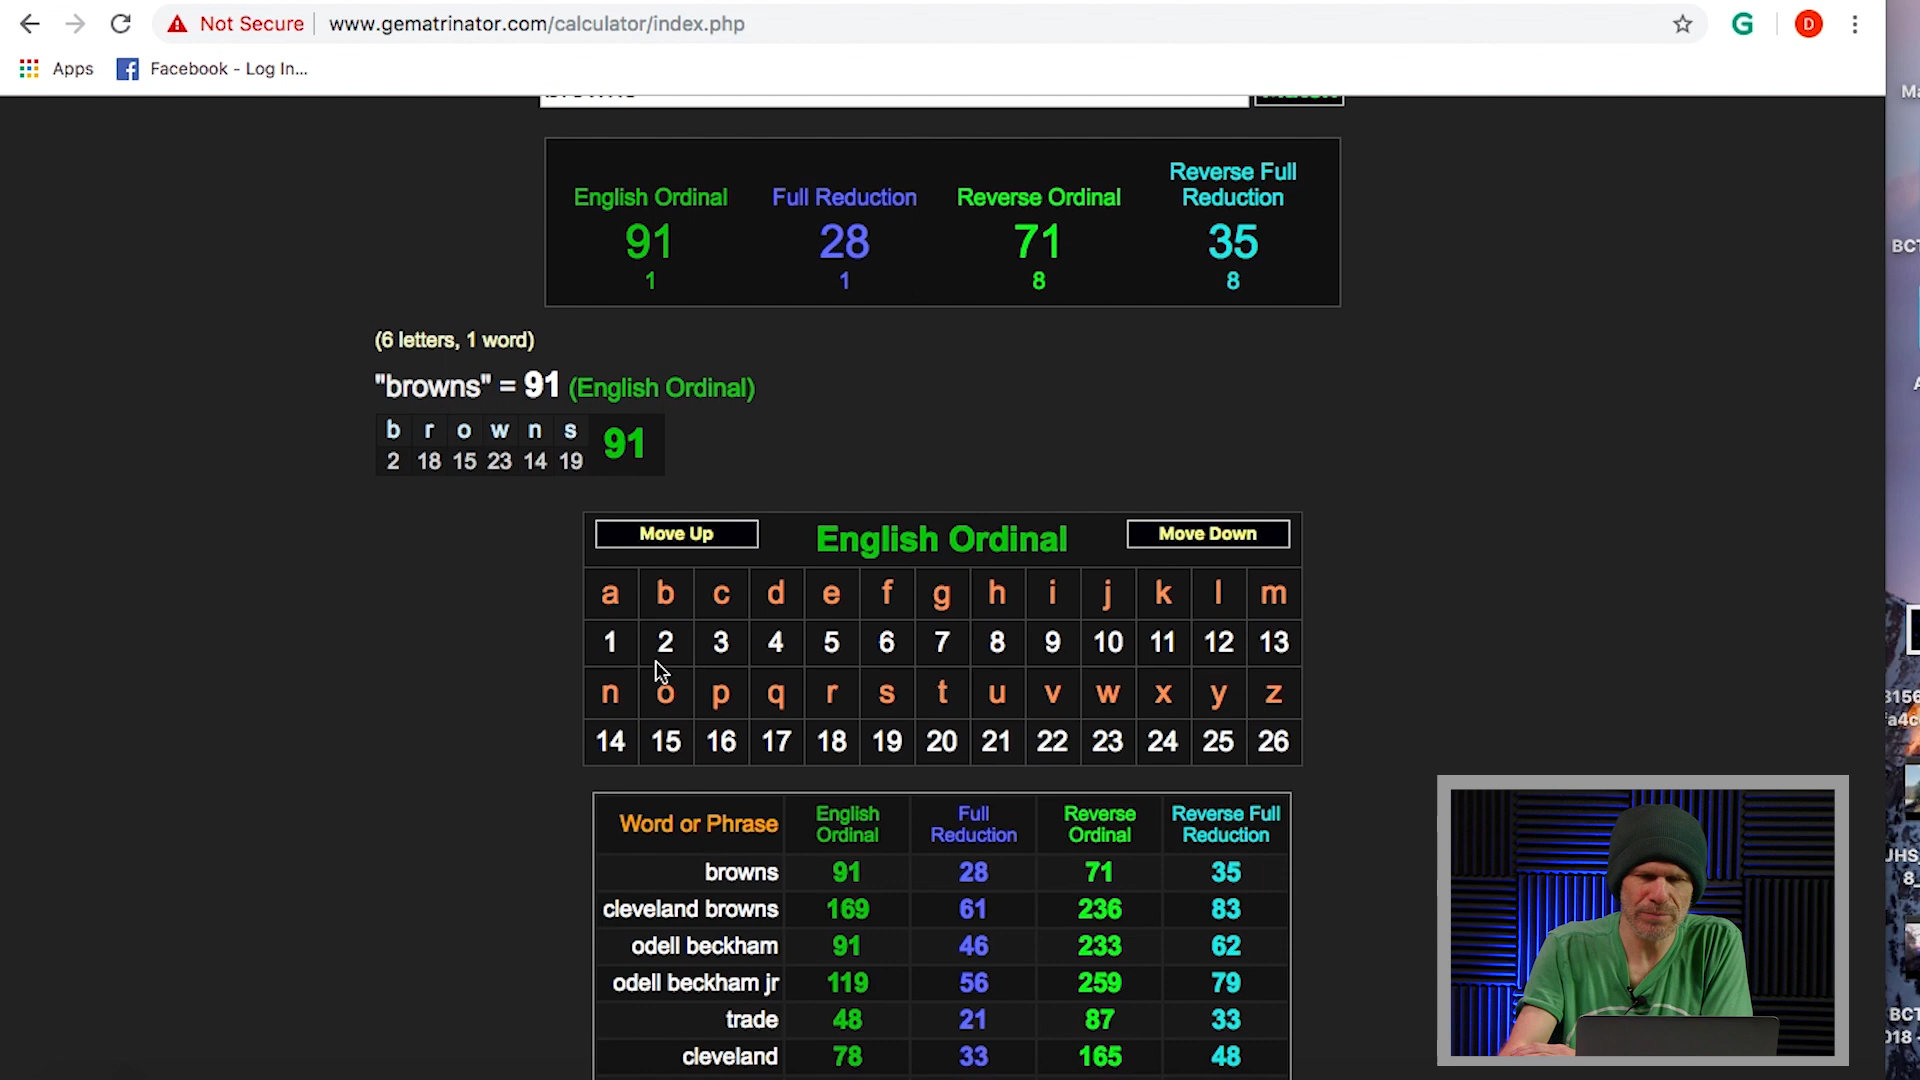 Not Secure www.gematrinator.com/calculator/index.php G D
Apps Facebook - Log In...
English Ordinal Full Reduction Reverse Ordinal Reverse Full Reduction
91 28 71 35
1 1 8 8
(6 letters, 1 word)
"browns" = 91 (English Ordinal)
b r o w n s 91
2 18 15 23 14 19
Move Up English Ordinal Move Down
a b c d e f g h i j k l m
1 2 3 4 5 6 7 8 9 10 11 12 13
n o p q r s t u v w x y z
14 15 16 17 18 19 20 21 22 23 24 25 26
Word or Phrase English Ordinal Full Reduction Reverse Ordinal Reverse Full Reduction
browns 91 28 71 35
cleveland browns 169 61 236 83
odell beckham 91 46 233 62
odell beckham jr 119 56 259 79
trade 48 21 87 33
cleveland 78 33 165 48